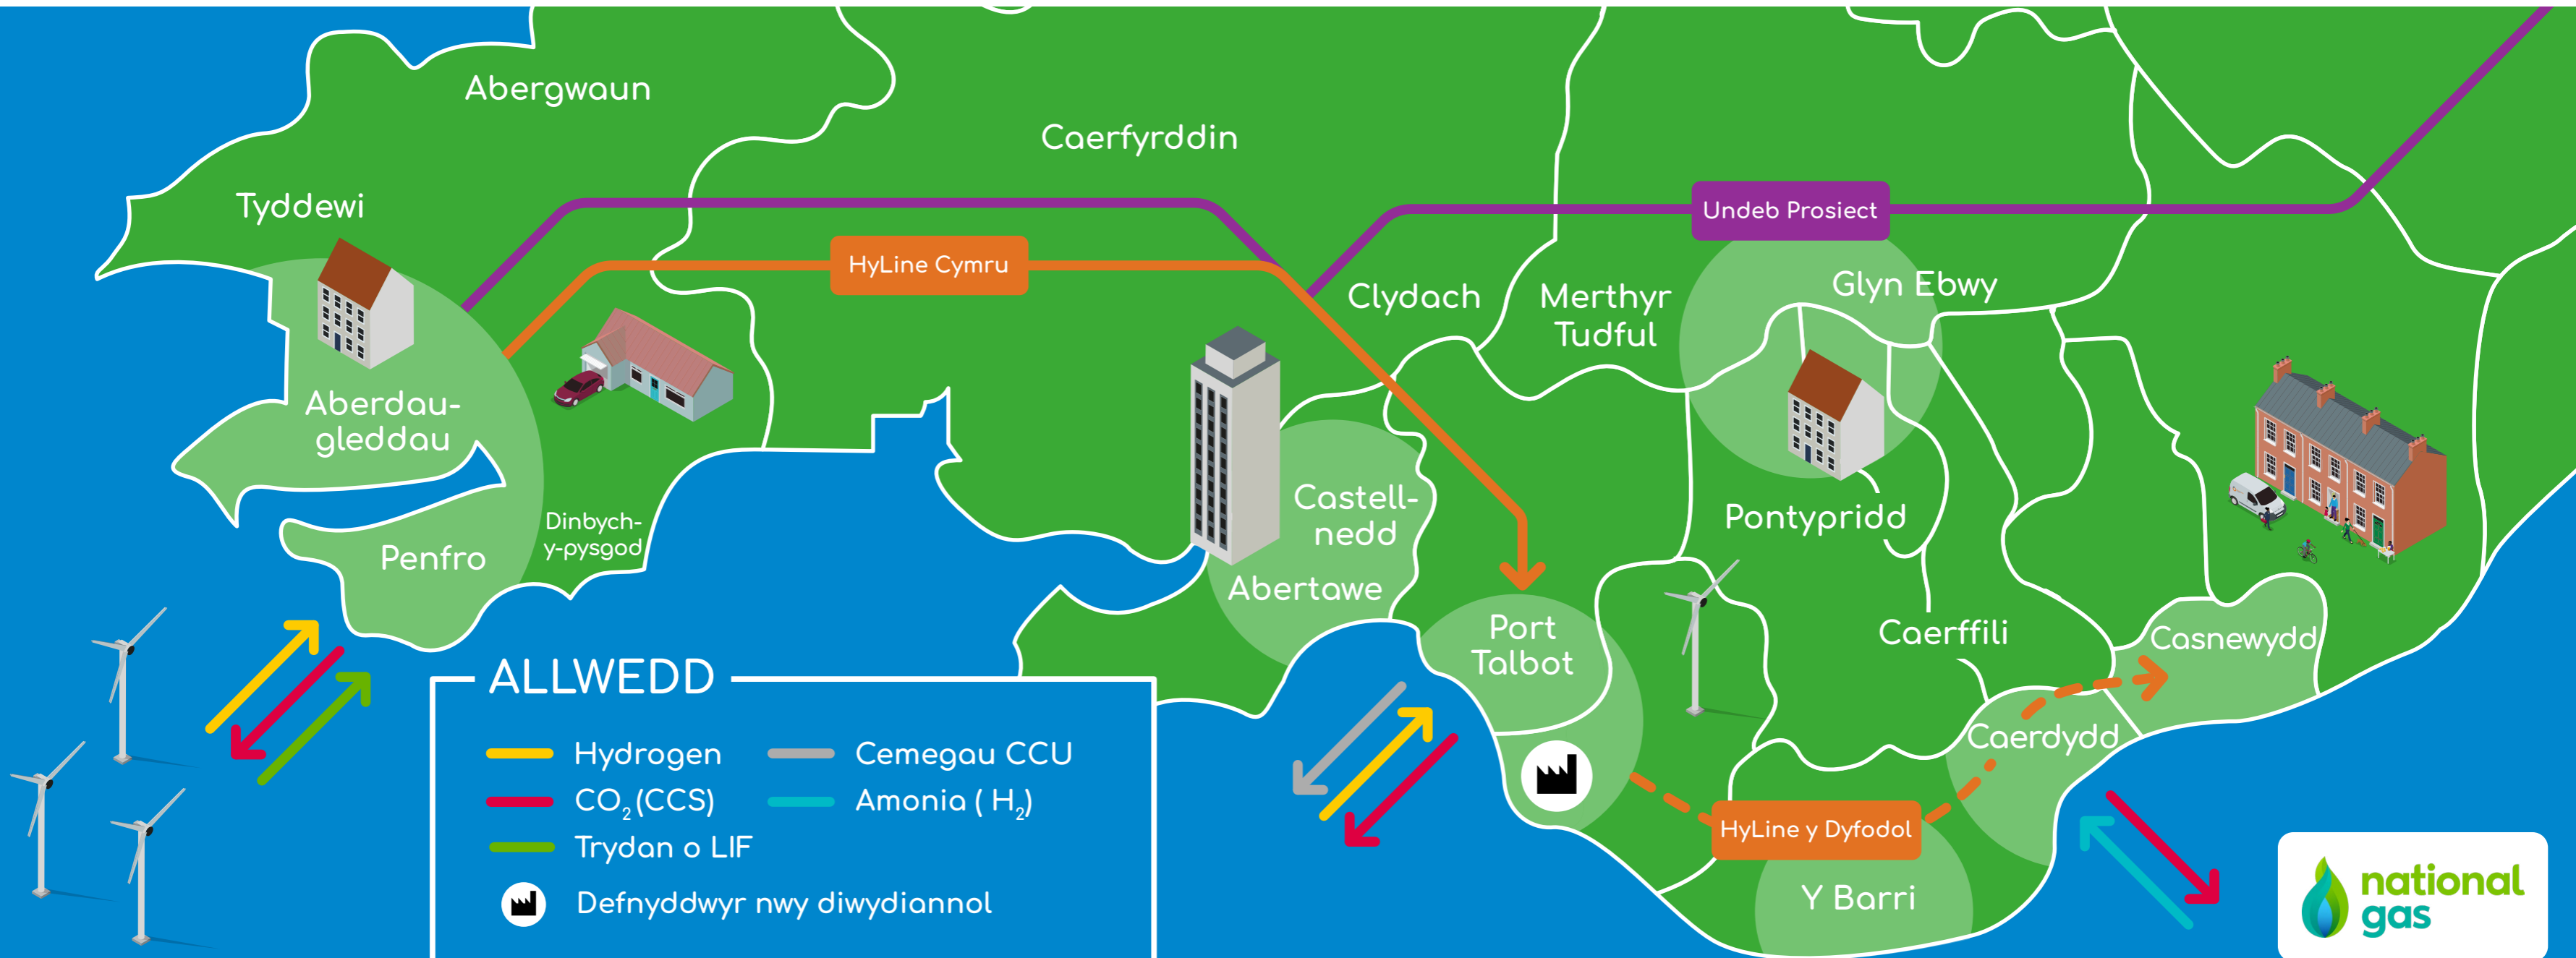 Abergwaun
Caerfyrddin
Tyddewi
Undeb Prosiect
HyLine Cymru
Clydach
Merthyr
Tudful
Glyn Ebwy
Aberdau-
gleddau
Castell-
nedd
Pontypridd
Dinbych-
y-pysgod
Penfro
Abertawe
Port
Talbot
Caerffili
Casnewydd
Caerdydd
HyLine y Dyfodol
Y Barri
ALLWEDD
Hydrogen
CO₂ (CCS)
Trydan o LIF
Cemegau CCU
Amonia ( H₂)
Defnyddwyr nwy diwydiannol
national
gas